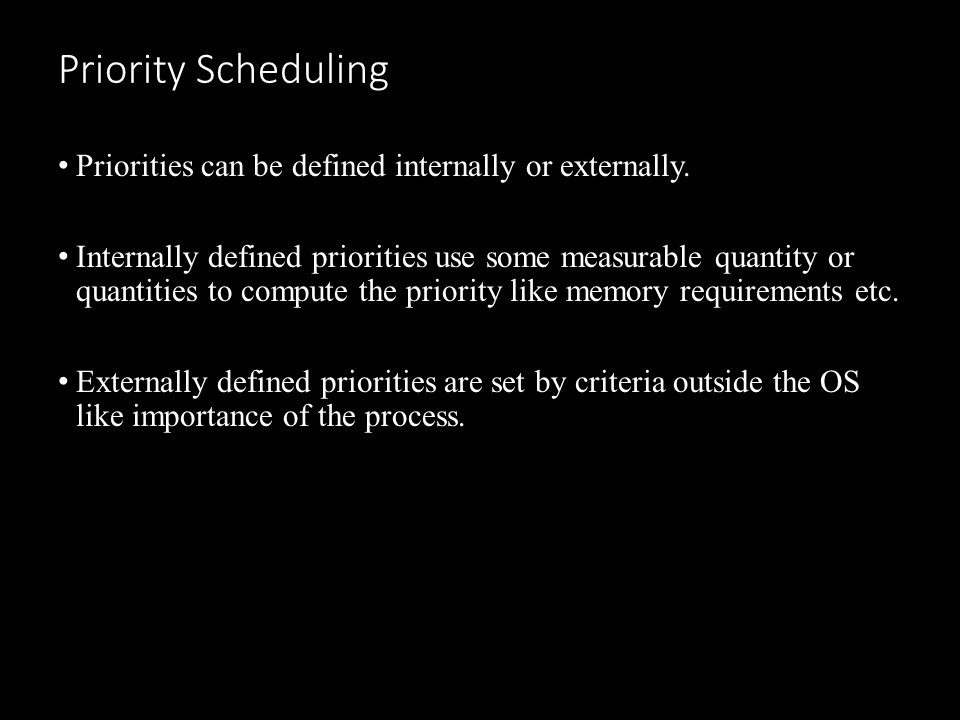 Priority Scheduling
• Priorities can be defined internally or externally.
• Internally defined priorities use some measurable quantity or
quantities to compute the priority like memory requirements etc.
• Externally defined priorities are set by criteria outside the OS
like importance of the process.